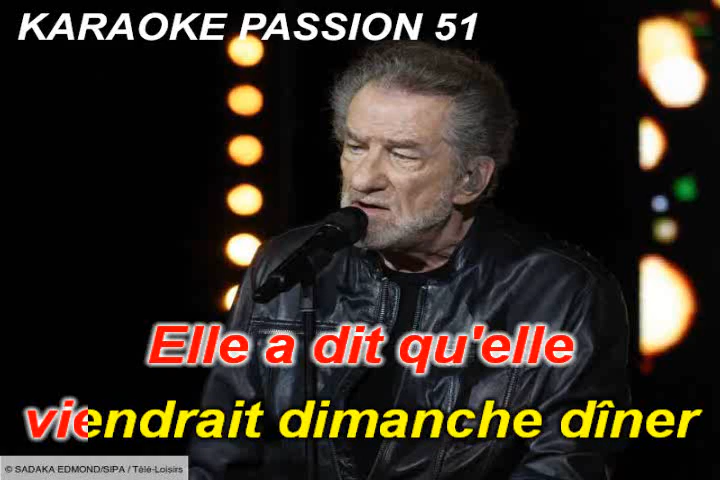 KARAOKE PASSION 51
Elle a dit qu'elle
viendrait dimanche dîner
© SADAKA EDMOND/SIPA / Télé-Loisirs